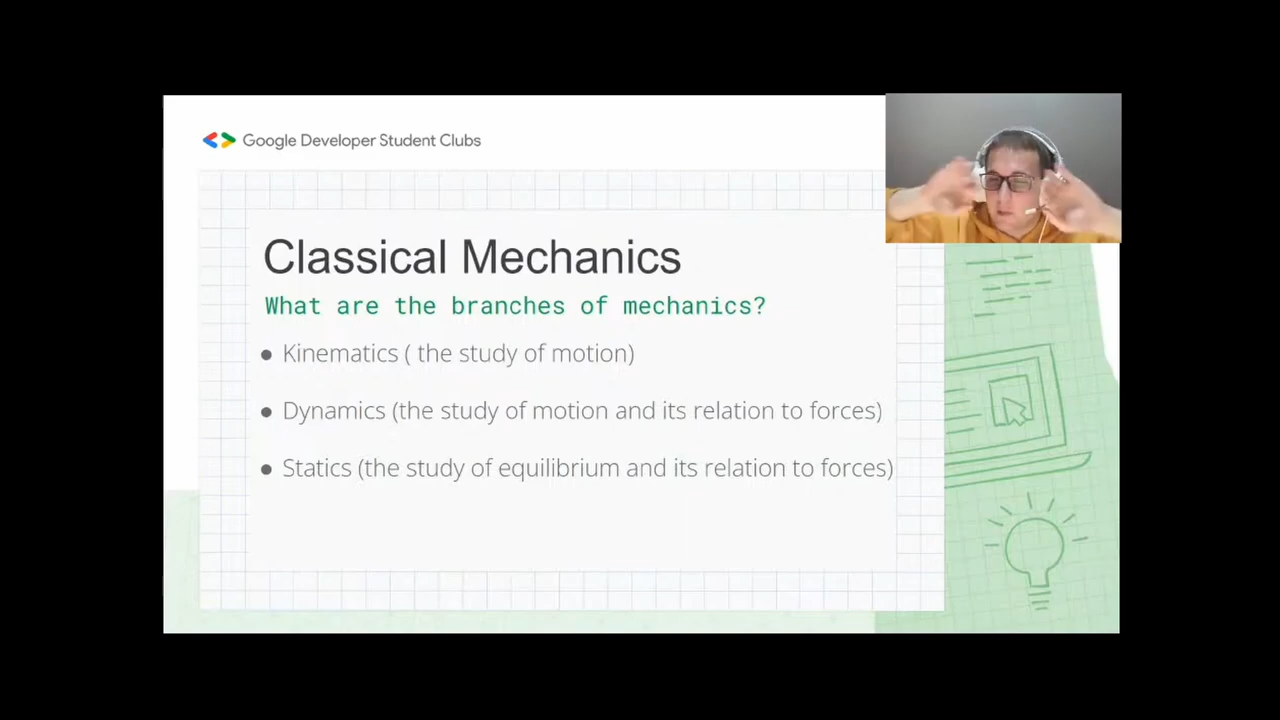 Google Developer Student Clubs
Classical Mechanics
What are the branches of mechanics?
● Kinematics ( the study of motion)
● Dynamics (the study of motion and its relation to forces)
● Statics (the study of equilibrium and its relation to forces)